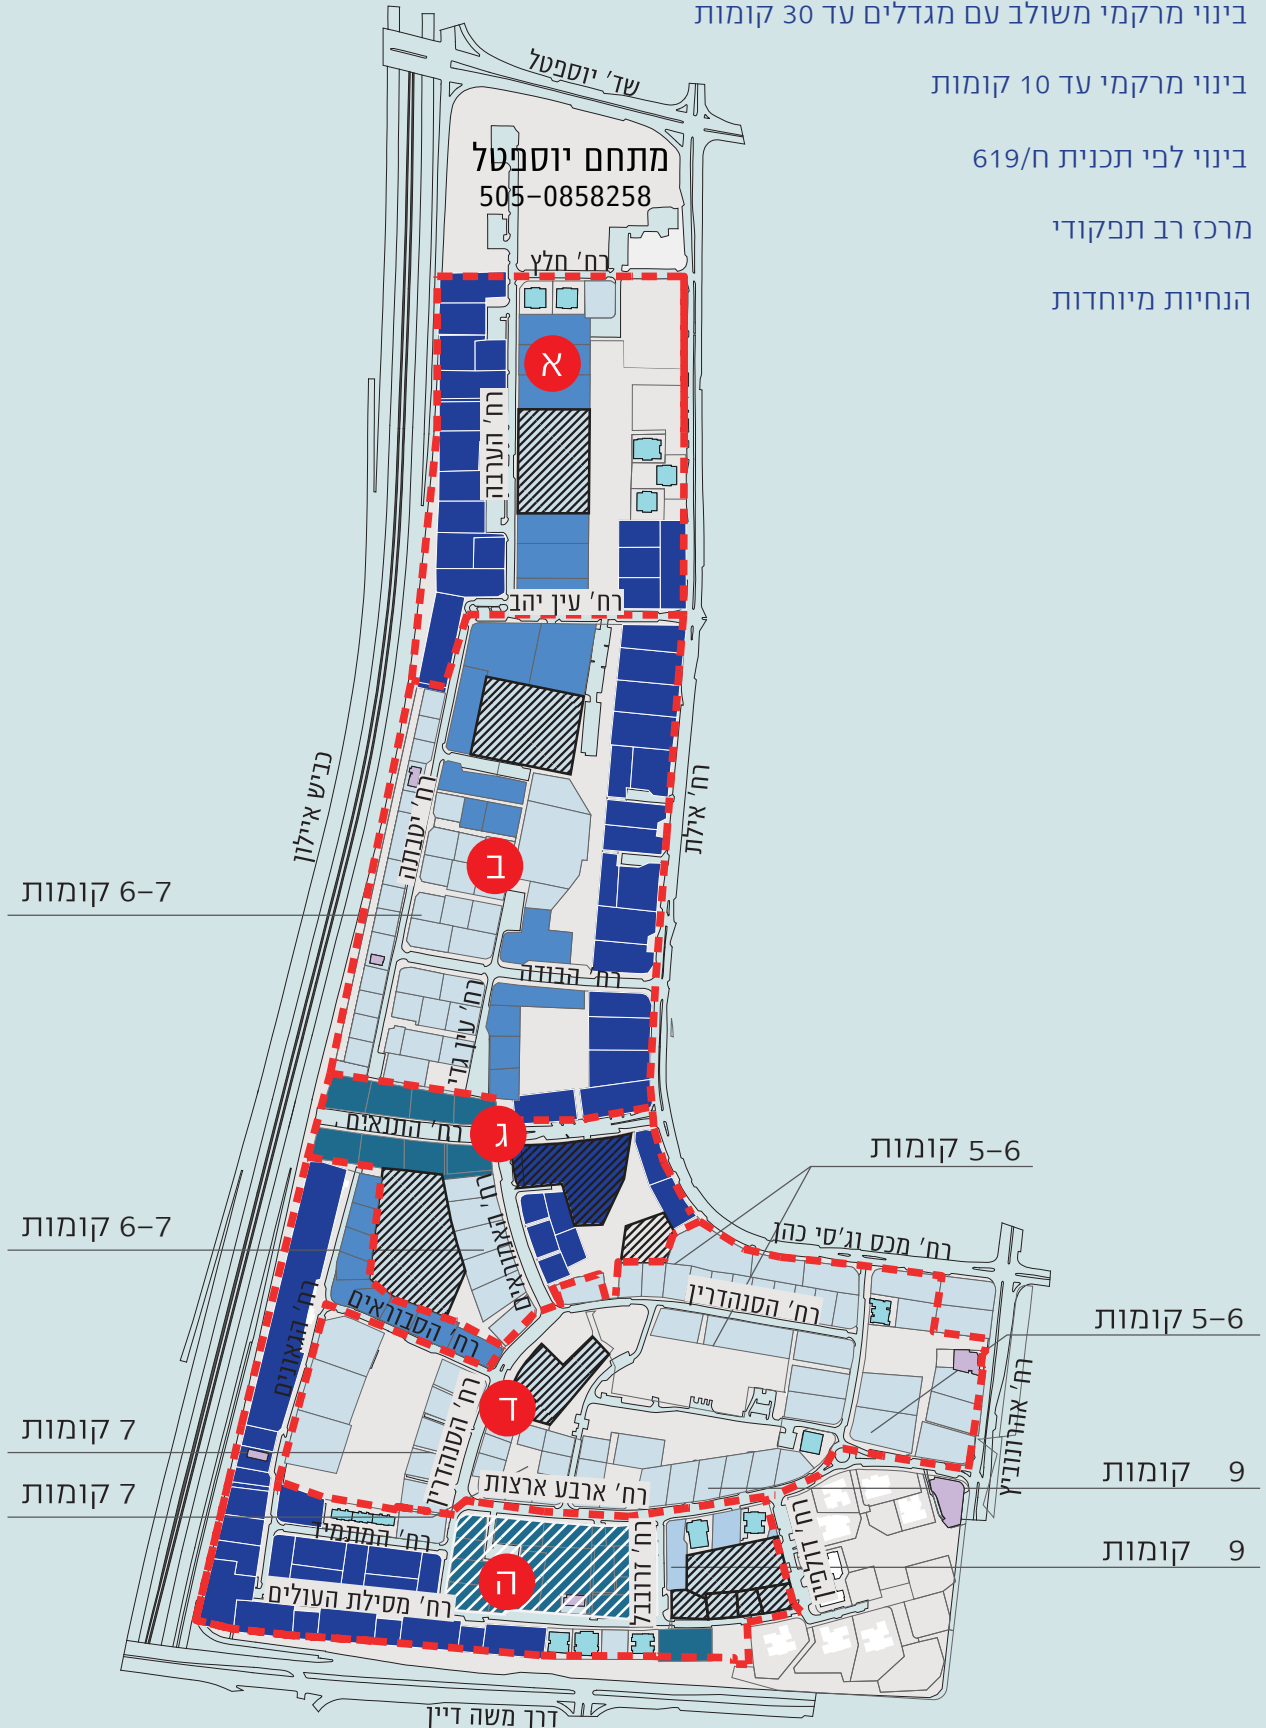 בינוי מרקמי משולב עם מגדלים עד 30 קומות
שד' יוספטל
בינוי מרקמי עד 10 קומות
מתחם יוספטל
505-0858258
בינוי לפי תכנית ח/619
מרכז רב תפקודי
רח' חלץ
הנחיות מיוחדות
א
רח' הערבה
רח' עין יהב
כביש איילון
רח' יטבתה
רח' אילת
ב
6-7 קומות
רח' הבודה
רח' עין גדי
רח' התנאים
ג
5-6 קומות
6-7 קומות
רח' האמוראים
רח' מכס וג'סי כהן
רח' הסנהדרין
רח' הגאונים
רח' הסבוראים
5-6 קומות
רח' אהרונוביץ
ד
רח' הסנהדרין
7 קומות
רח' ארבע ארצות
9 קומות
7 קומות
רח' המתמיד
רח' זרובבל
רח' דולפין
9 קומות
ה
רח' מסילת העולים
דרך משה דיין